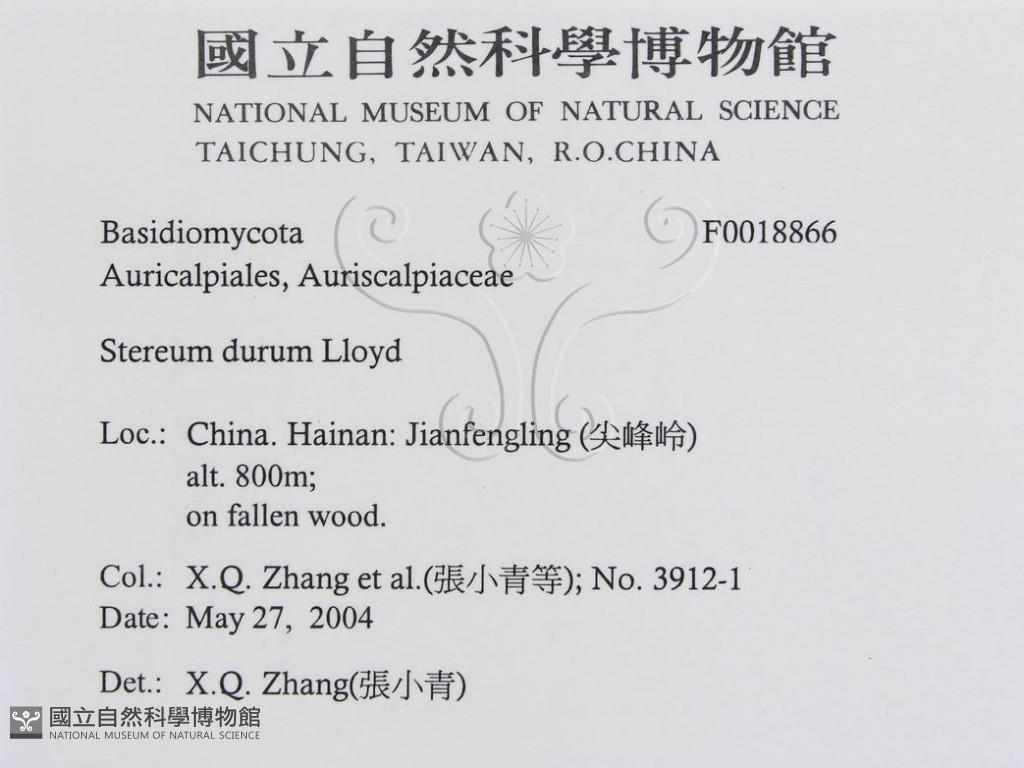 國立自然科學博物館
NATIONAL MUSEUM OF NATURAL SCIENCE
TAICHUNG, TAIWAN, R.O.CHINA
Basidiomycota F0018866
Auricalpiales, Auriscalpiaceae
Stereum durum Lloyd
Loc.: China. Hainan: Jianfengling (尖峰岭)
alt. 800m;
on fallen wood.
Col.: X.Q. Zhang et al.(張小青等); No. 3912-1
Date: May 27, 2004
Det.: X.Q. Zhang(張小青)
國立自然科學博物館
NATIONAL MUSEUM OF NATURAL SCIENCE